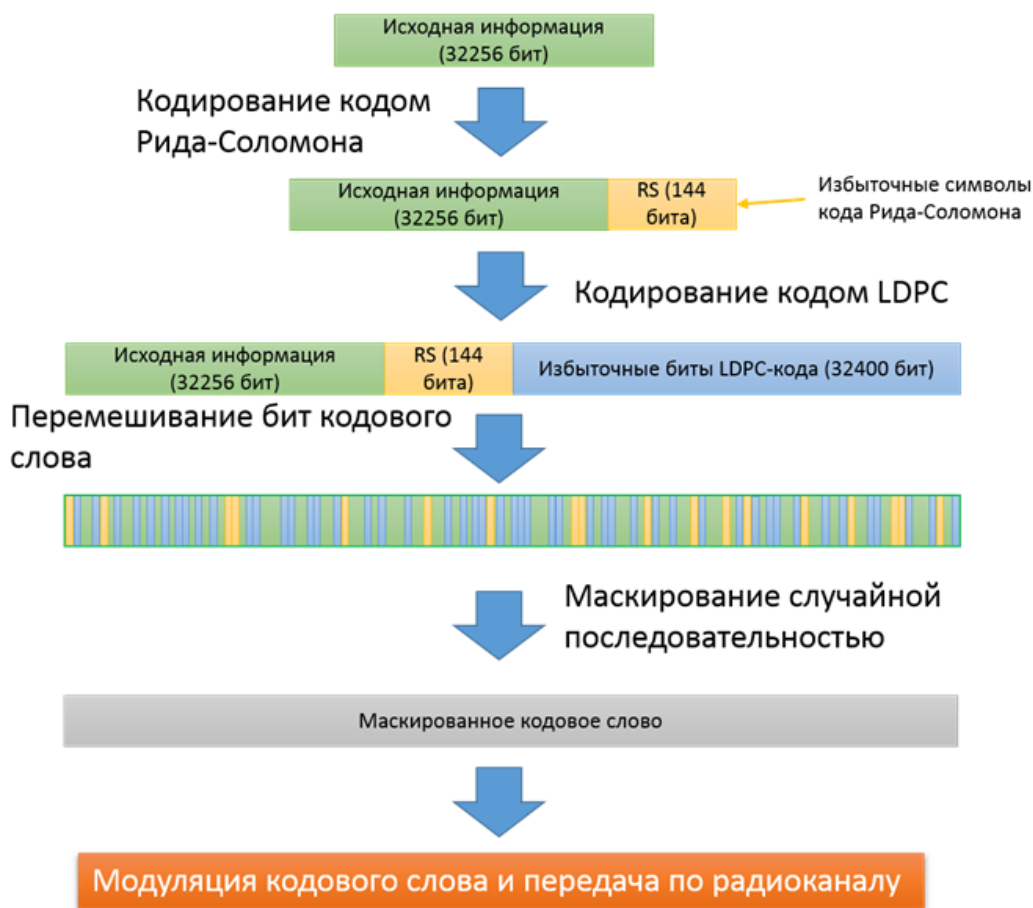 Исходная информация
(32256 бит)
Кодирование кодом
Рида-Соломона
Исходная информация
(32256 бит)
RS (144
бита)
Избыточные символы
кода Рида-Соломона
Кодирование кодом LDPC
Исходная информация
(32256 бит)
RS (144
бита)
Избыточные биты LDPC-кода (32400 бит)
Перемешивание бит кодового
слова
Маскирование случайной
последовательностью
Маскированное кодовое слово
Модуляция кодового слова и передача по радиоканалу